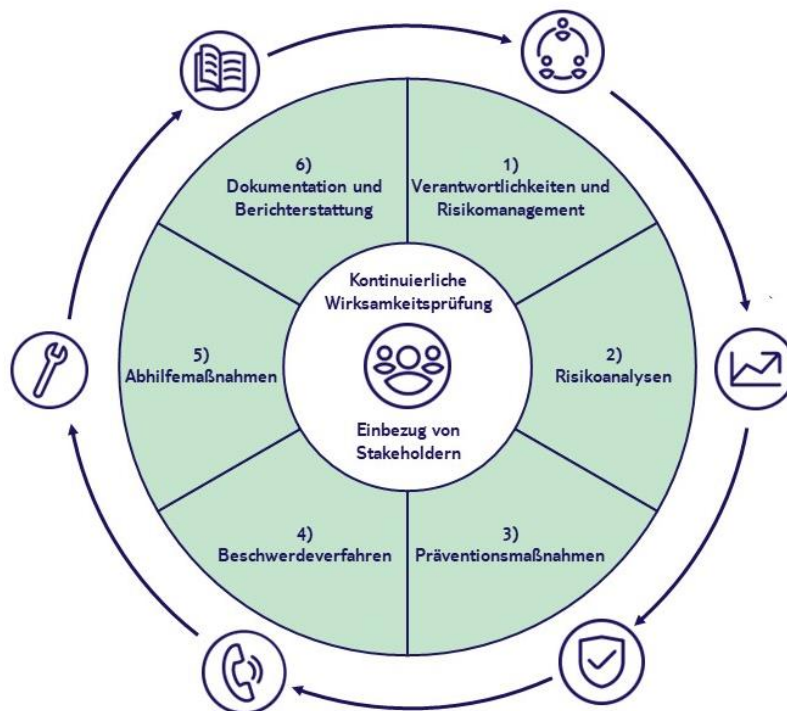 1)
Verantwortlichkeiten und
Risikomanagement
2)
Risikoanalysen
3)
Präventionsmaßnahmen
4)
Beschwerdeverfahren
5)
Abhilfemaßnahmen
6)
Dokumentation und
Berichterstattung
Kontinuierliche
Wirksamkeitsprüfung
Einbezug von
Stakeholdern